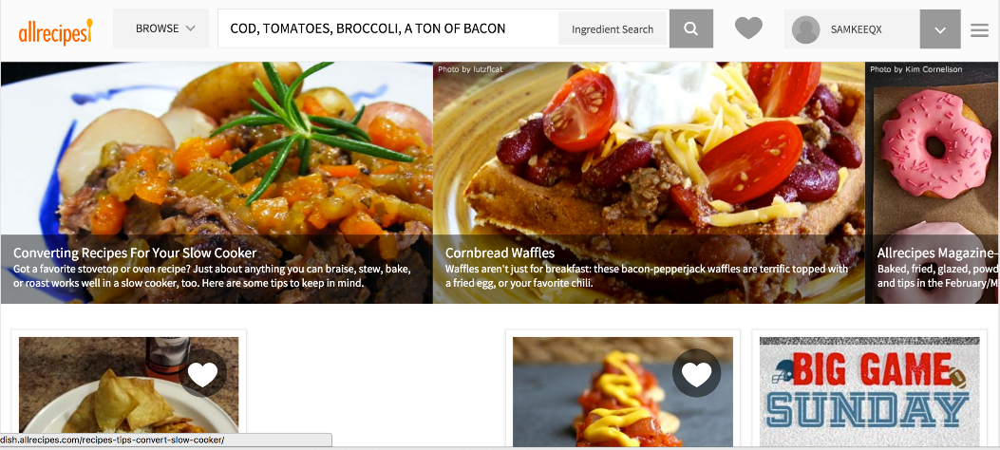 allrecipes!
BROWSE
COD, TOMATOES, BROCCOLI, A TON OF BACON
Ingredient Search
SAMKEEQX
Photo by lutzflcat
Photo by Kim Cornelison
Converting Recipes For Your Slow Cooker
Got a favorite stovetop or oven recipe? Just about anything you can braise, stew, bake,
or roast works well in a slow cooker, too. Here are some tips to keep in mind.
Cornbread Waffles
Waffles aren't just for breakfast: these bacon-pepperjack waffles are terrific topped with
a fried egg, or your favorite chili.
Allrecipes Magazine-
Baked, fried, glazed, powd
and tips in the February/M
BIG GAME
SUNDAY
dish.allrecipes.com/recipes-tips-convert-slow-cooker/